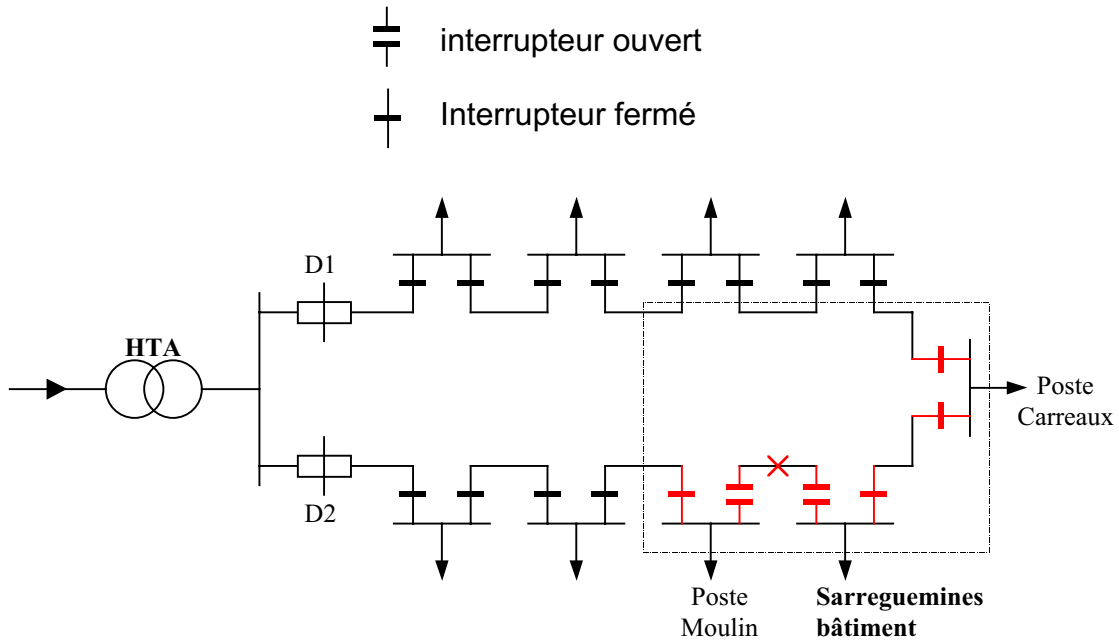 interrupteur ouvert
Interrupteur fermé
D1
HTA
Poste
Carreaux
D2
Poste
Moulin
Sarreguemines
bâtiment